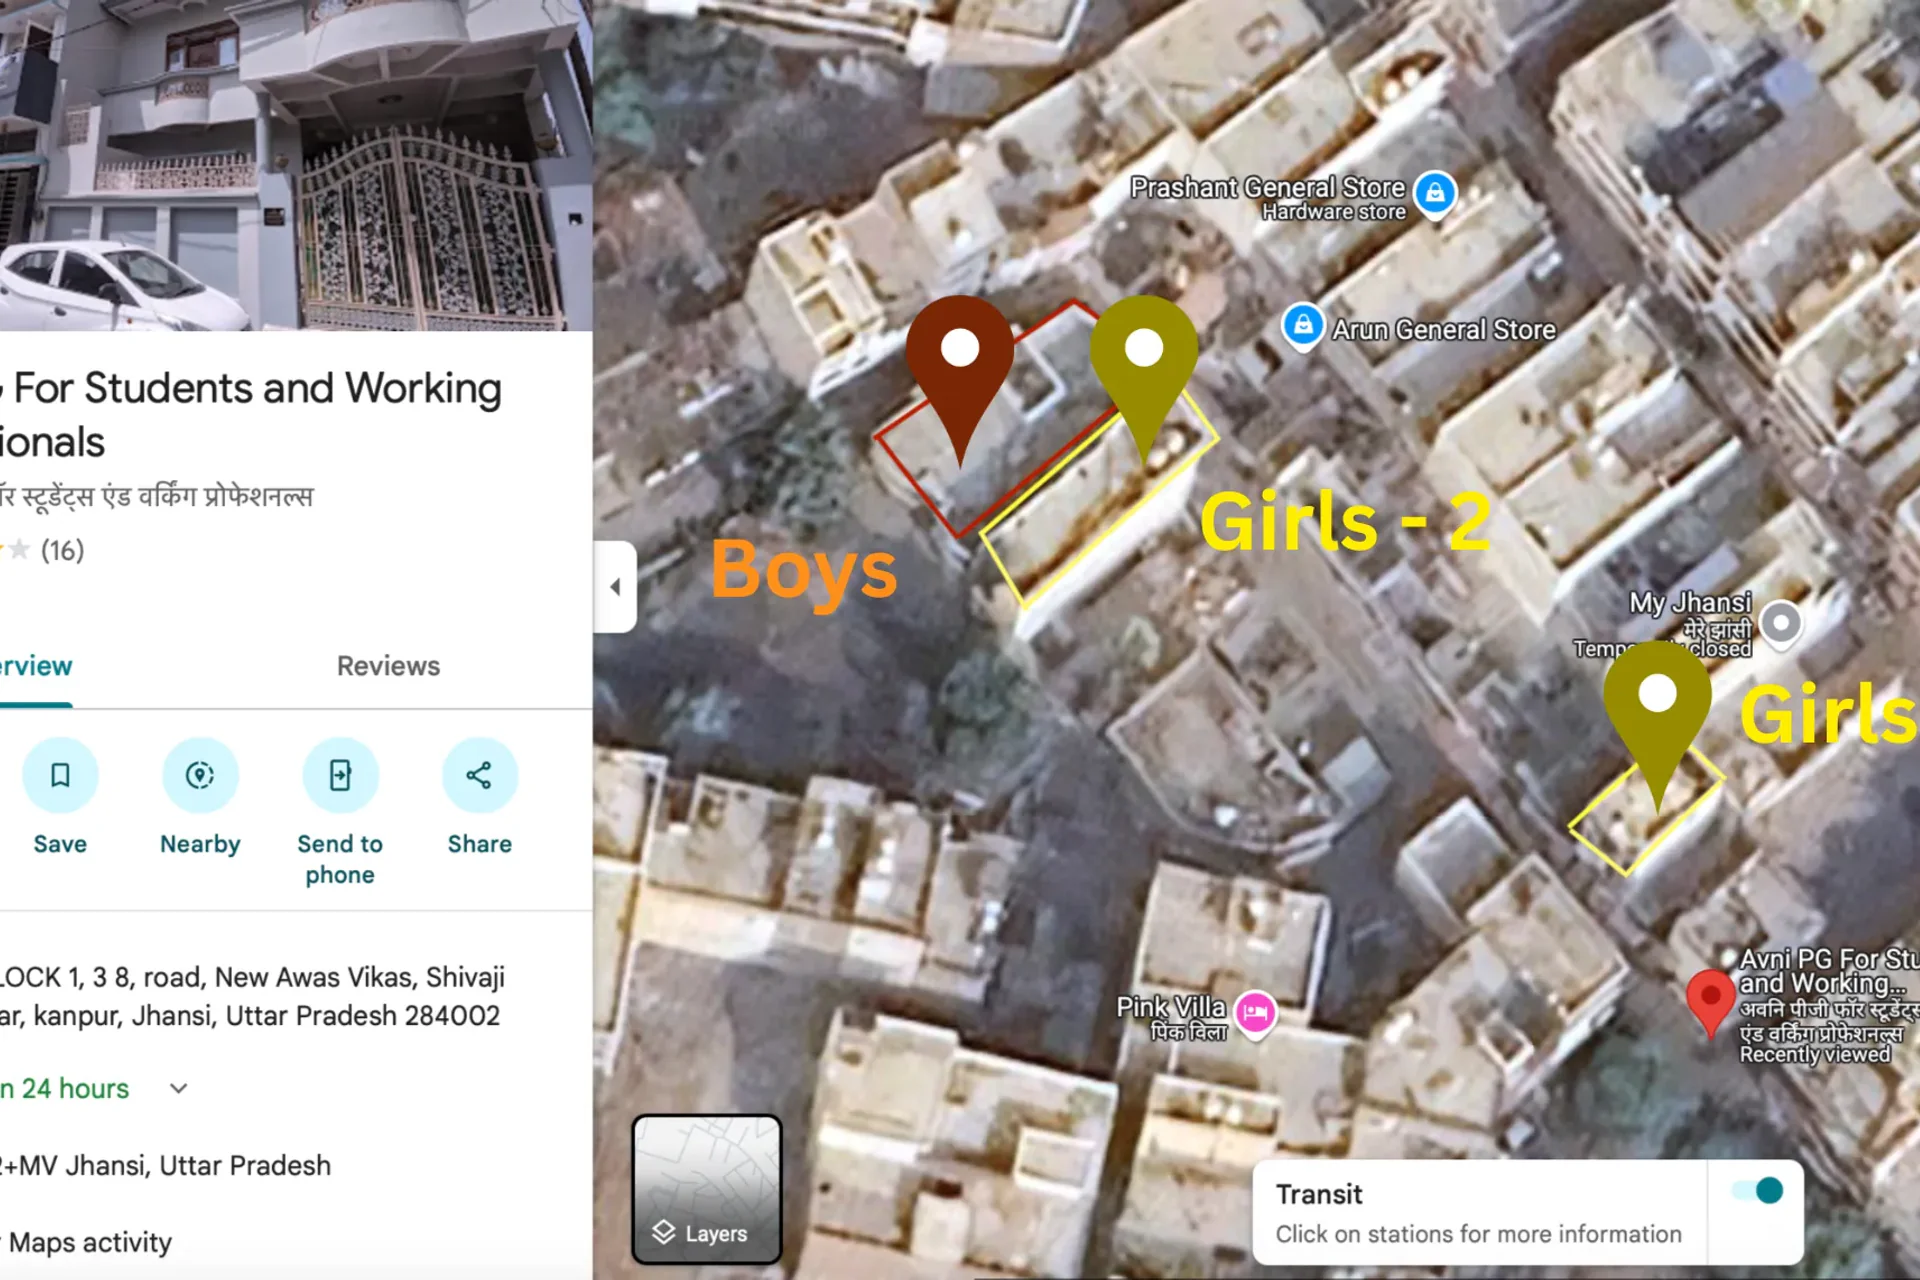 For Students and Working
ionals
स्टूडेंट्स एंड वर्किंग प्रोफेशनल्स
(16)
erview
Reviews
Save
Nearby
Send to
phone
Share
LOCK 1, 3 8, road, New Awas Vikas, Shivaji
ar, kanpur, Jhansi, Uttar Pradesh 284002
n 24 hours
2+MV Jhansi, Uttar Pradesh
Maps activity
Prashant General Store
Hardware store
Arun General Store
Girls - 2
Boys
My Jhansi
मेरे झांसी
closed
Girls
Avni PG For Stu
and Working...
अवनि पीजी फॉर स्टूडेंट्स
एंड वर्किंग प्रोफेशनल्स
Recently viewed
Pink Villa
पिंक विला
Layers
Transit
Click on stations for more information